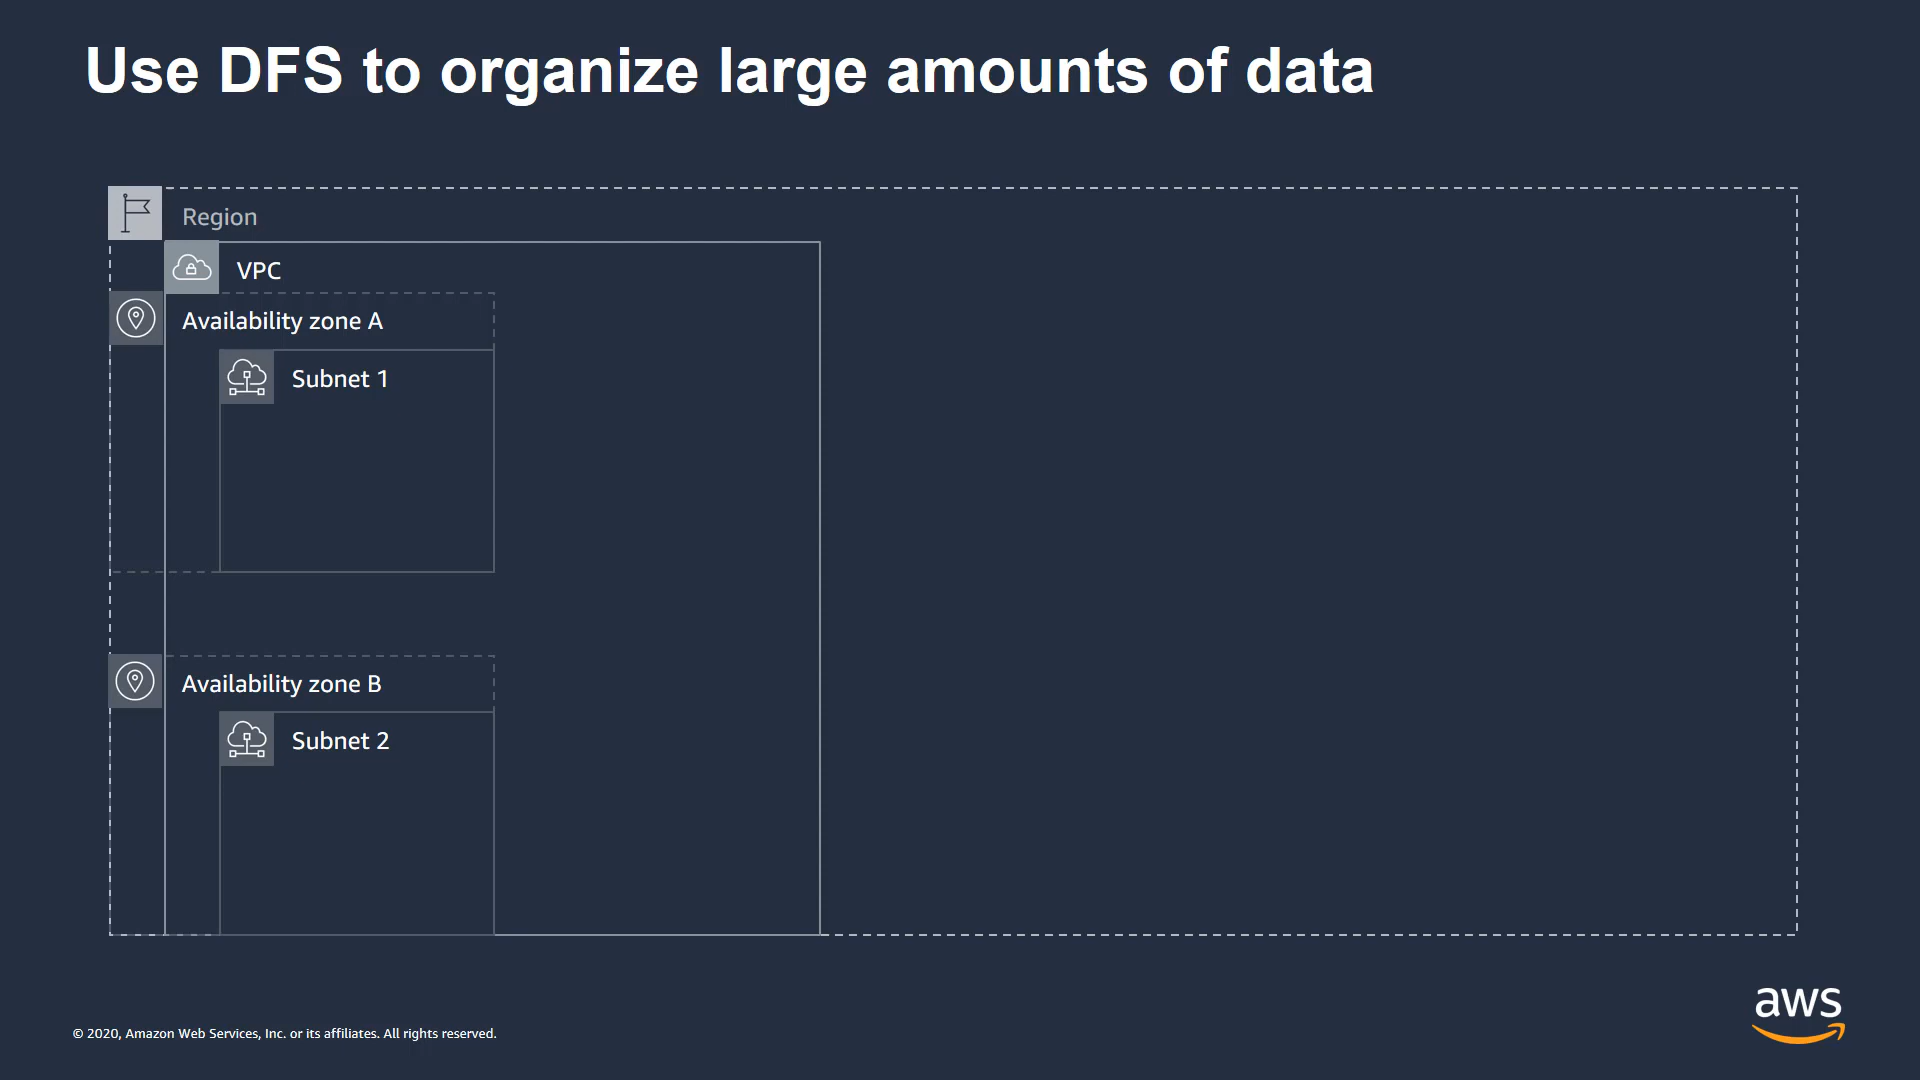 Use DFS to organize large amounts of data
Region
VPC
Availability zone A
Subnet 1
Availability zone B
Subnet 2
© 2020, Amazon Web Services, Inc. or its affiliates. All rights reserved.
aws